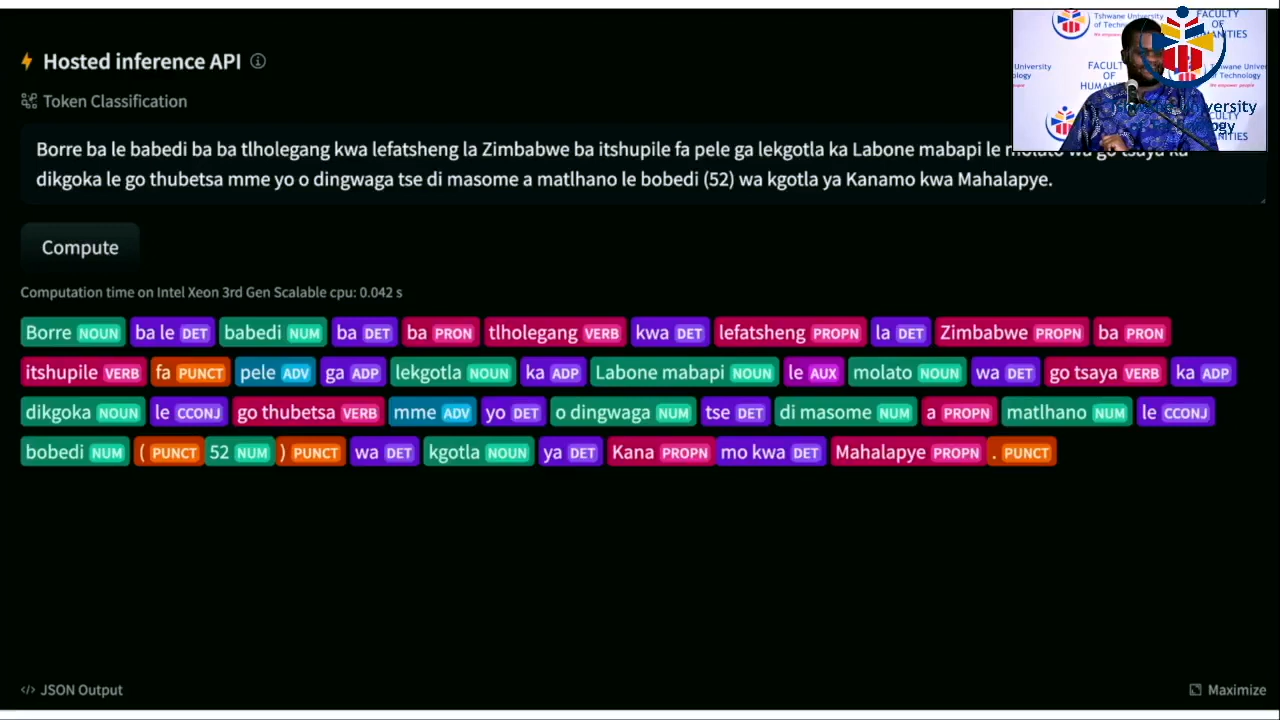 Hosted inference API
Token Classification
Borre ba le babedi ba ba tlholegang kwa lefatsheng la Zimbabwe ba itshupile fa pele ga lekgotla ka Labone mabapi le molato wa go tsaya ka
dikgoka le go thubetsa mme yo o dingwaga tse di masome a matlhano le bobedi (52) wa kgotla ya Kanamo kwa Mahalapye.
Compute
Computation time on Intel Xeon 3rd Gen Scalable cpu: 0.042 s
Borre NOUN ba le DET babedi NUM ba DET ba PRON tlholegang VERB kwa DET lefatsheng PROPN la DET Zimbabwe PROPN ba PRON
itshupile VERB fa PUNCT pele ADV ga ADP lekgotla NOUN ka ADP Labone mabapi NOUN le AUX molato NOUN wa DET go tsaya VERB ka ADP
dikgoka NOUN le CCONJ go thubetsa VERB mme ADV yo DET o dingwaga NUM tse DET di masome NUM a PROPN matlhano NUM le CCONJ
bobedi NUM ( PUNCT 52 NUM ) PUNCT wa DET kgotla NOUN ya DET Kana PROPN mo kwa DET Mahalapye PROPN . PUNCT
</> JSON Output
Maximize
Tshwane University
of Technology
We empower people
FACULTY
OF
HUMANITIES